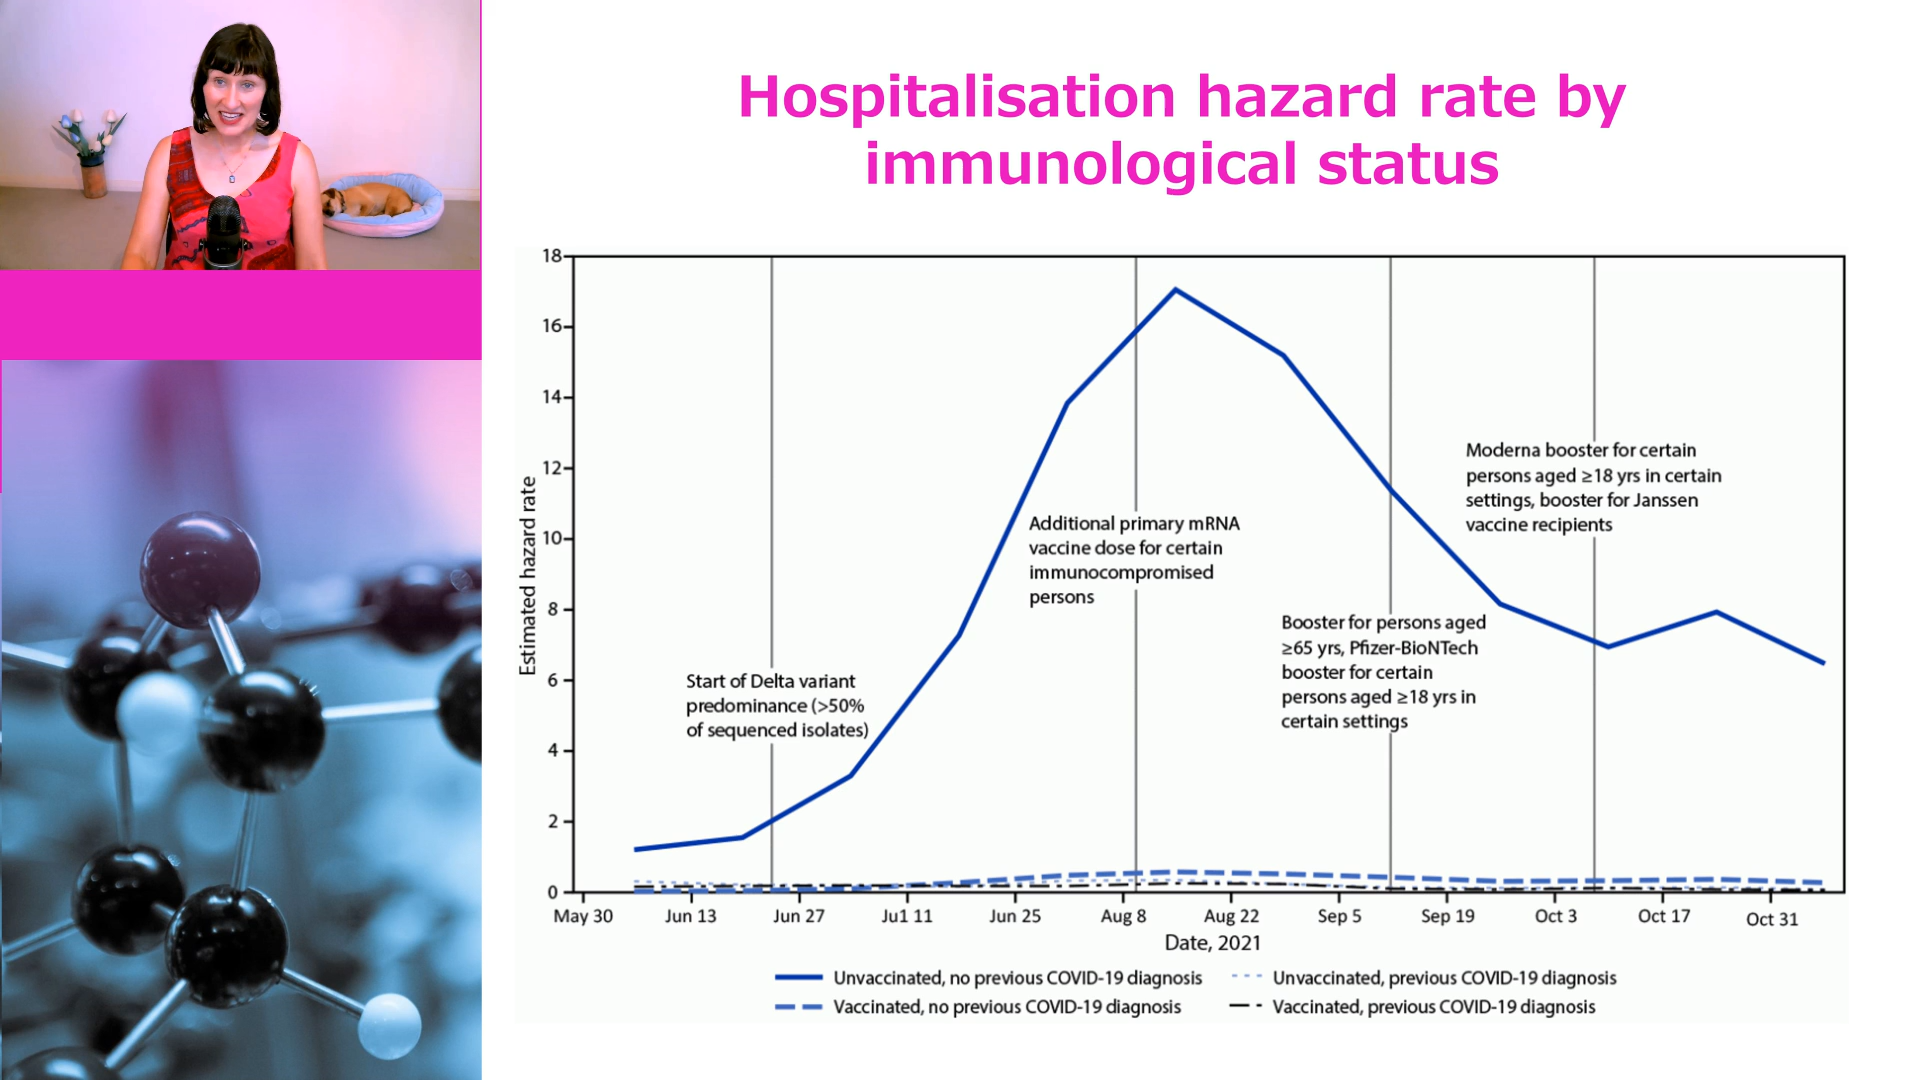 Hospitalisation hazard rate by
immunological status
18
16
14
12
10
8
6
4
2
0
Estimated hazard rate
Start of Delta variant
predominance (>50%
of sequenced isolates)
Additional primary mRNA
vaccine dose for certain
immunocompromised
persons
Booster for persons aged
≥65 yrs, Pfizer-BioNTech
booster for certain
persons aged ≥18 yrs in
certain settings
Moderna booster for certain
persons aged ≥18 yrs in certain
settings, booster for Janssen
vaccine recipients
May 30 Jun 13 Jun 27 Ju1 11 Jun 25 Aug 8 Aug 22 Sep 5 Sep 19 Oct 3 Oct 17 Oct 31
Date, 2021
Unvaccinated, no previous COVID-19 diagnosis
Unvaccinated, previous COVID-19 diagnosis
Vaccinated, no previous COVID-19 diagnosis
Vaccinated, previous COVID-19 diagnosis